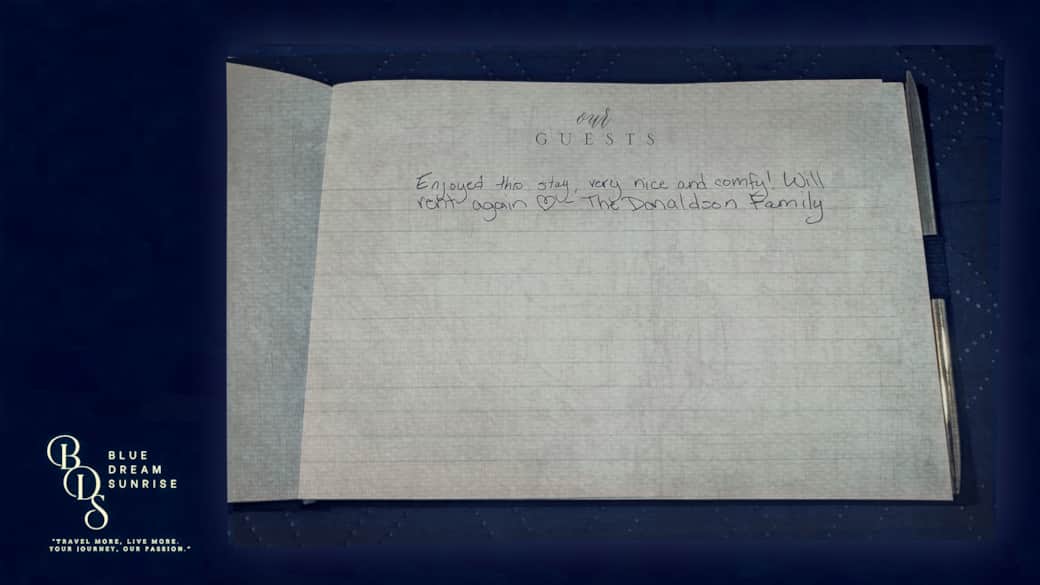 our
GUESTS
Enjoyed this stay, very nice and comfy! Will
rent again ♡ - The Donaldson Family
BDS
BLUE
DREAM
SUNRISE
"TRAVEL MORE, LIVE MORE.
YOUR JOURNEY, OUR PASSION."